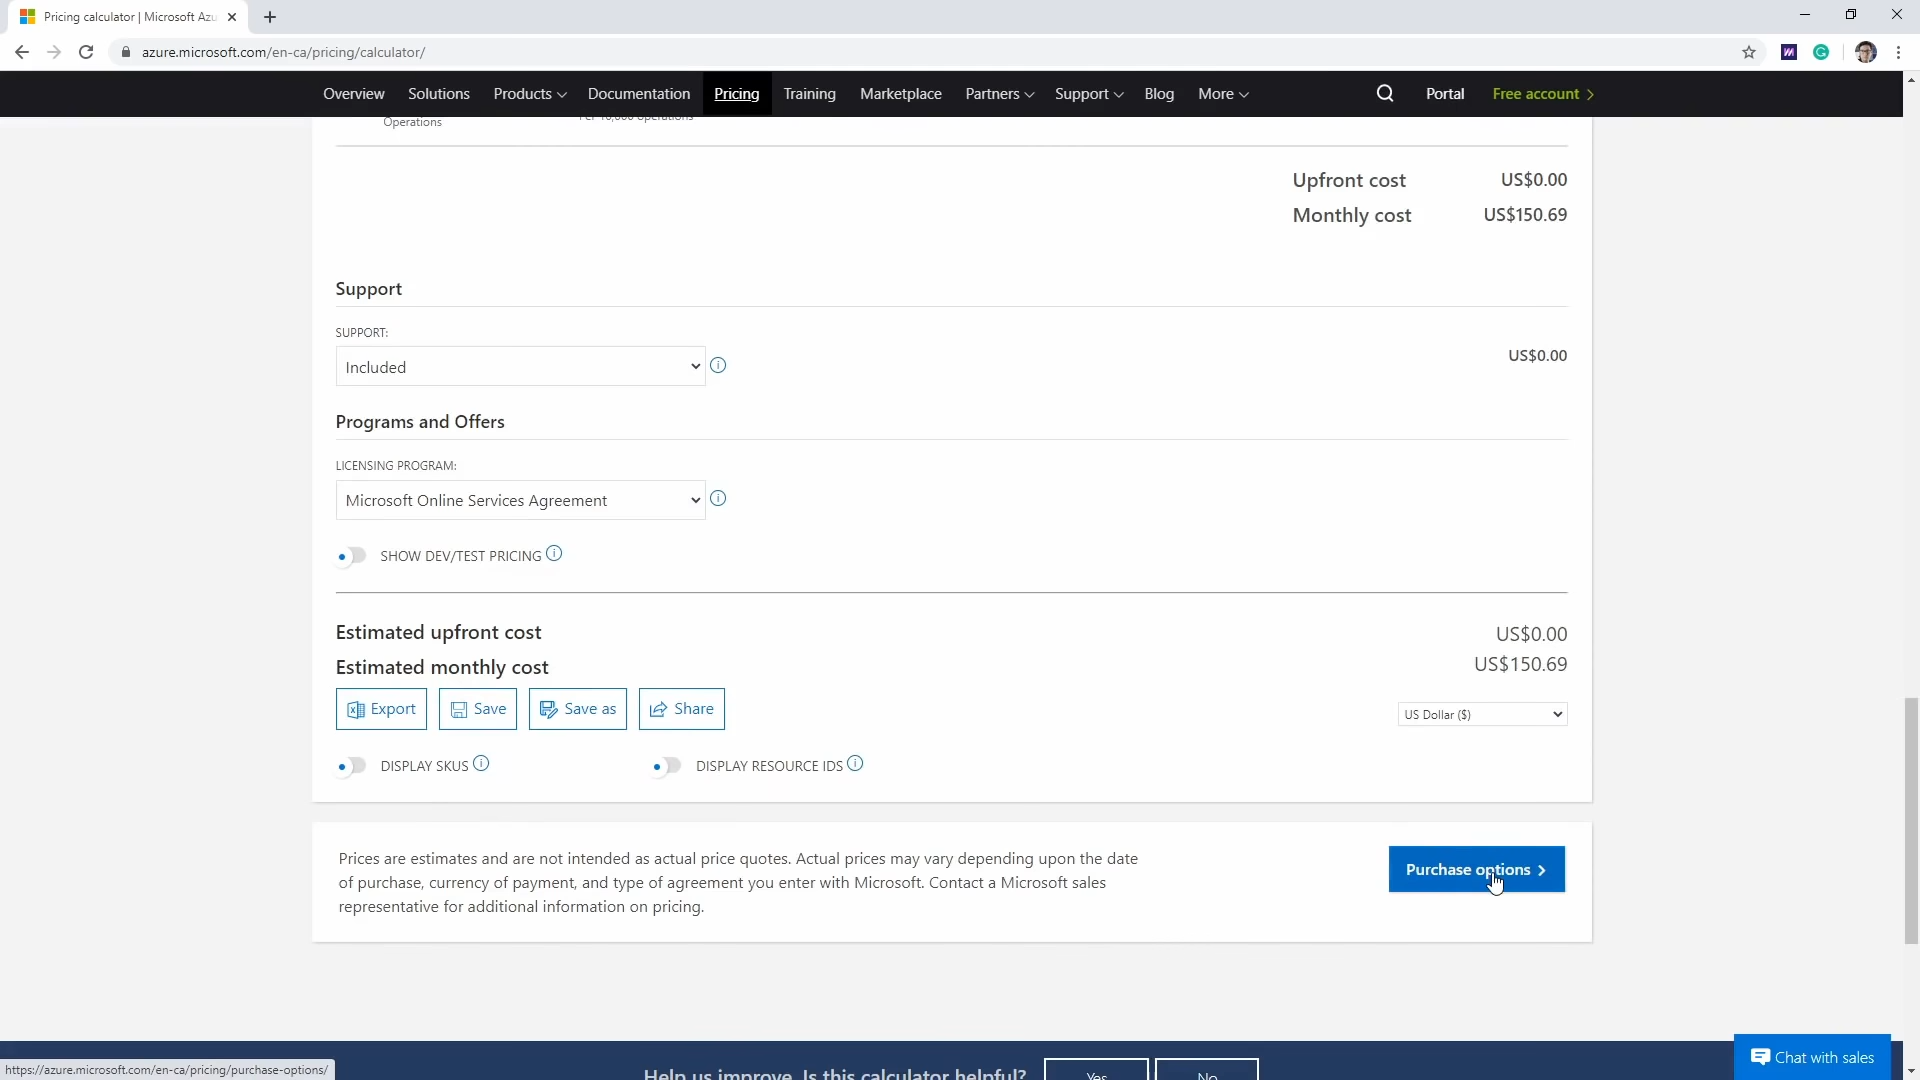 Pricing calculator | Microsoft Azu
azure.microsoft.com/en-ca/pricing/calculator/
Overview Solutions Products Documentation Pricing Training Marketplace Partners Support Blog More Portal Free account
Operations Per 10,000 operations
Upfront cost US$0.00
Monthly cost US$150.69
Support
SUPPORT:
Included US$0.00
Programs and Offers
LICENSING PROGRAM:
Microsoft Online Services Agreement
SHOW DEV/TEST PRICING
Estimated upfront cost US$0.00
Estimated monthly cost US$150.69
Export Save Save as Share US Dollar ($)
DISPLAY SKUS DISPLAY RESOURCE IDS
Prices are estimates and are not intended as actual price quotes. Actual prices may vary depending upon the date
of purchase, currency of payment, and type of agreement you enter with Microsoft. Contact a Microsoft sales
representative for additional information on pricing.
Purchase options
Help us improve. Is this calculator helpful? Yes No
Chat with sales
https://azure.microsoft.com/en-ca/pricing/purchase-options/